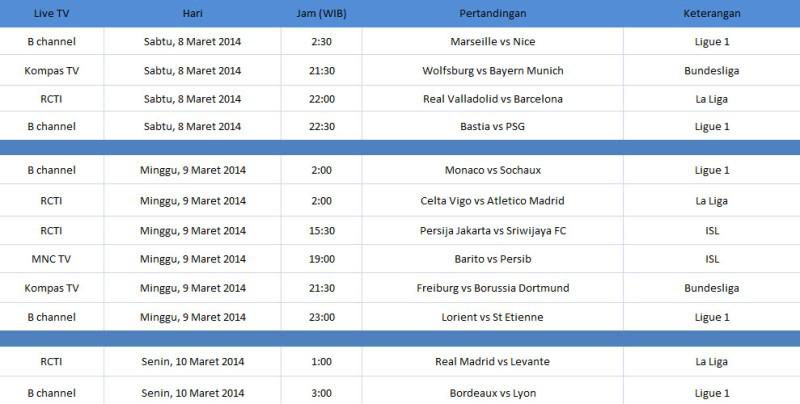 Live TV Hari Jam (WIB) Pertandingan Keterangan
B channel Sabtu, 8 Maret 2014 2:30 Marseille vs Nice Ligue 1
Kompas TV Sabtu, 8 Maret 2014 21:30 Wolfsburg vs Bayern Munich Bundesliga
RCTI Sabtu, 8 Maret 2014 22:00 Real Valladolid vs Barcelona La Liga
B channel Sabtu, 8 Maret 2014 22:30 Bastia vs PSG Ligue 1
B channel Minggu, 9 Maret 2014 2:00 Monaco vs Sochaux Ligue 1
RCTI Minggu, 9 Maret 2014 2:00 Celta Vigo vs Atletico Madrid La Liga
RCTI Minggu, 9 Maret 2014 15:30 Persija Jakarta vs Sriwijaya FC ISL
MNC TV Minggu, 9 Maret 2014 19:00 Barito vs Persib ISL
Kompas TV Minggu, 9 Maret 2014 21:30 Freiburg vs Borussia Dortmund Bundesliga
B channel Minggu, 9 Maret 2014 23:00 Lorient vs St Etienne Ligue 1
RCTI Senin, 10 Maret 2014 1:00 Real Madrid vs Levante La Liga
B channel Senin, 10 Maret 2014 3:00 Bordeaux vs Lyon Ligue 1